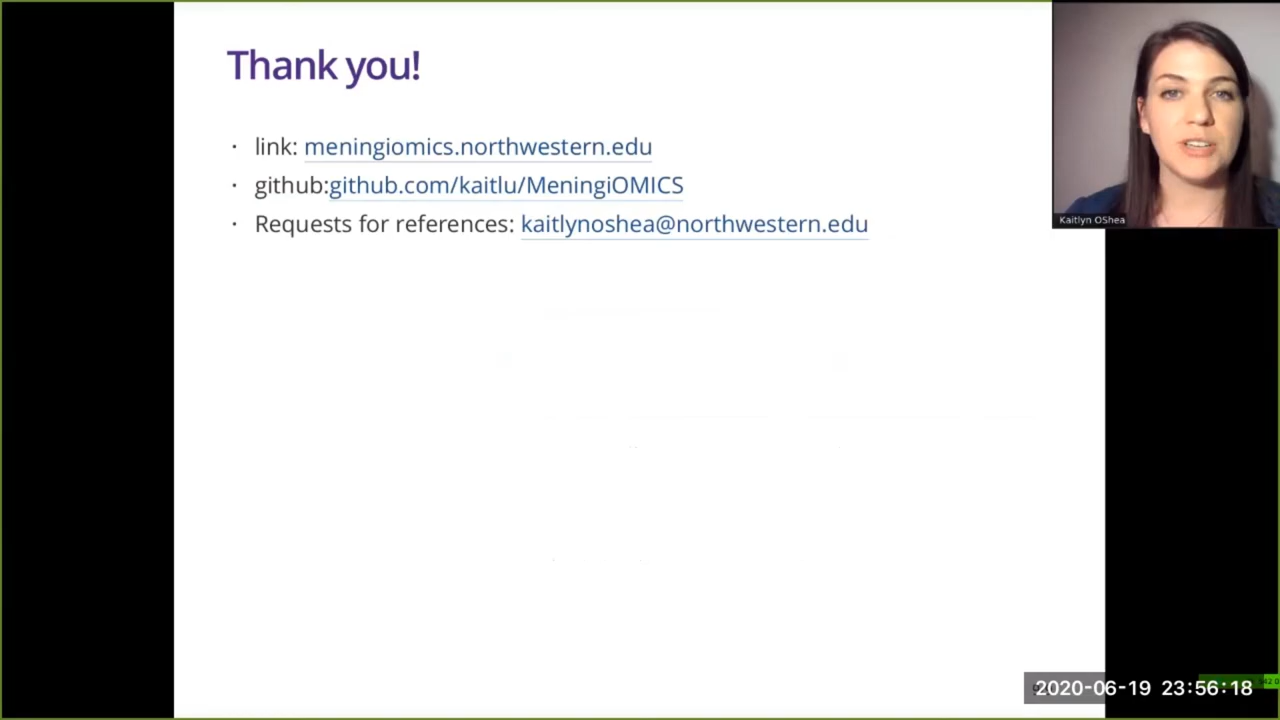 Thank you!
· link: meningiomics.northwestern.edu
· github:github.com/kaitlu/MeningiOMICS
· Requests for references: kaitlynoshea@northwestern.edu
Kaitlyn OShea
2020-06-19 23:56:18